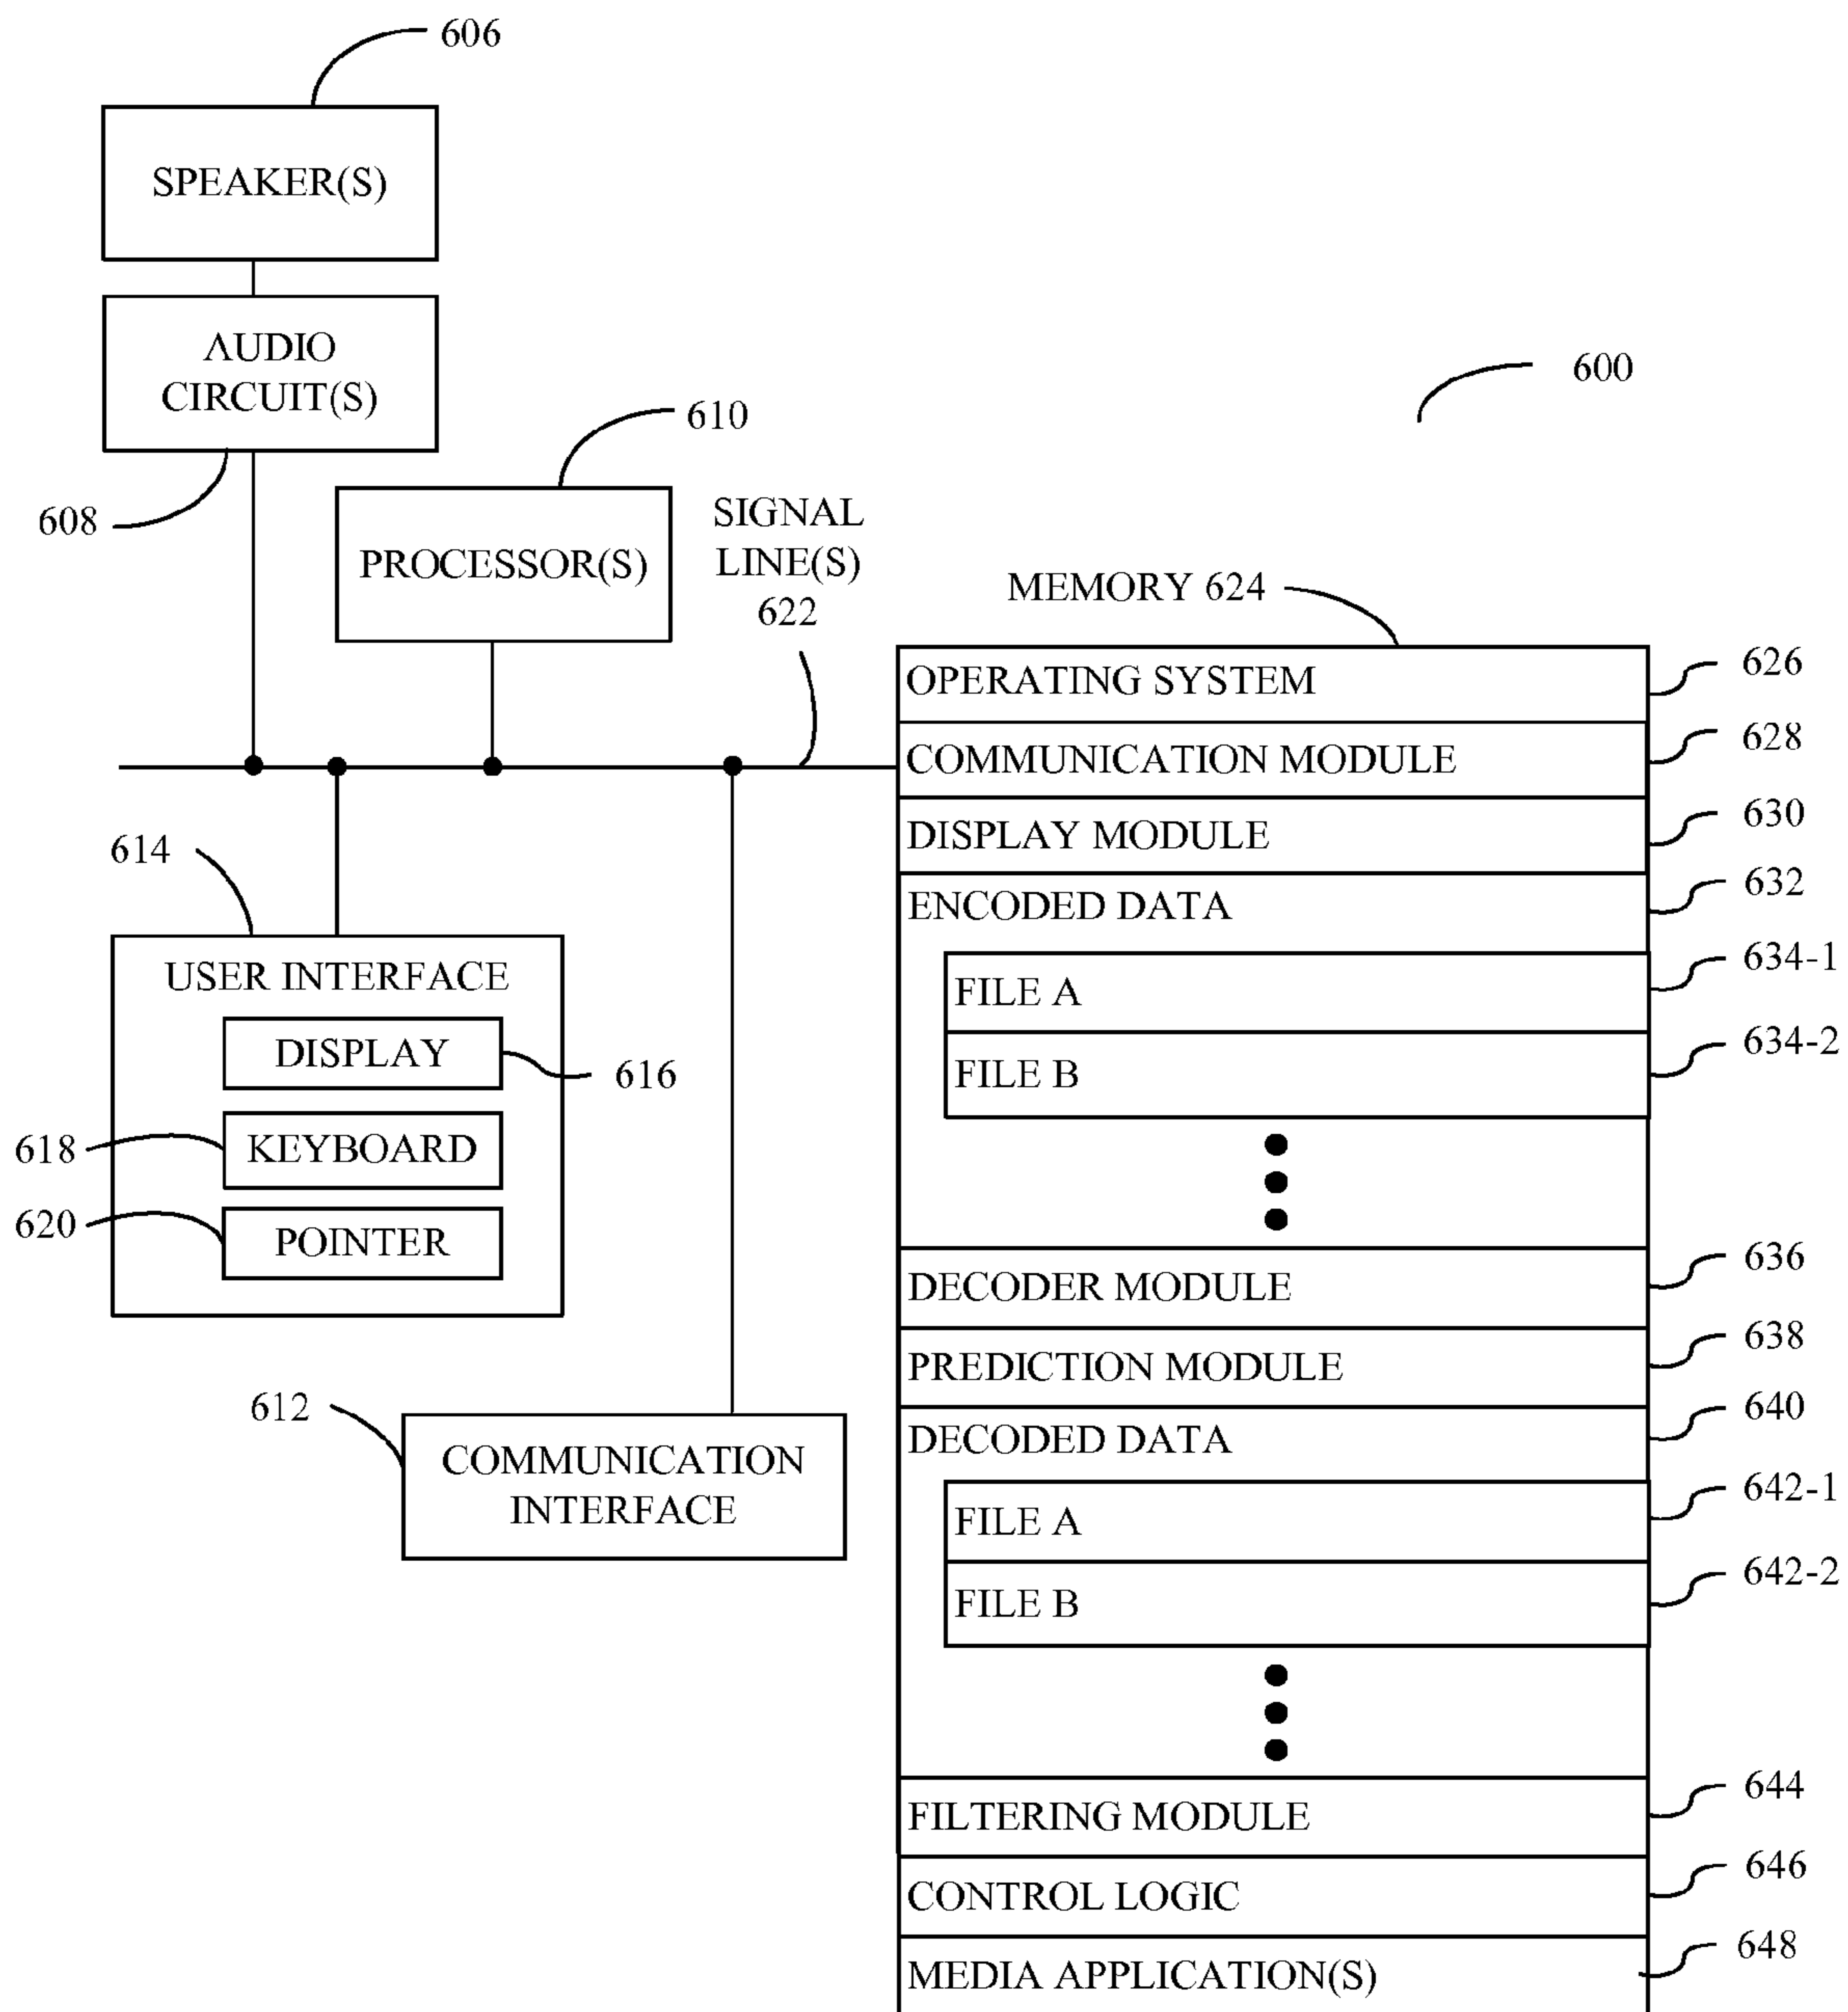 606
SPEAKER(S)
AUDIO
CIRCUIT(S)
600
610
608
SIGNAL
LINE(S)
622
PROCESSOR(S)
MEMORY 624
OPERATING SYSTEM
626
COMMUNICATION MODULE
628
DISPLAY MODULE
630
614
ENCODED DATA
632
USER INTERFACE
FILE A
634-1
DISPLAY
616
FILE B
634-2
618
KEYBOARD
620
POINTER
DECODER MODULE
636
PREDICTION MODULE
638
612
DECODED DATA
640
COMMUNICATION
INTERFACE
FILE A
642-1
FILE B
642-2
FILTERING MODULE
644
CONTROL LOGIC
646
MEDIA APPLICATION(S)
648